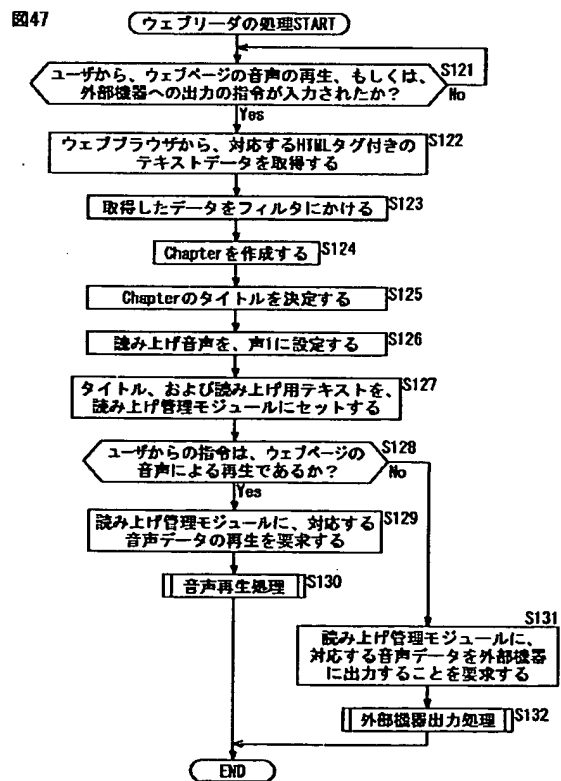 図47
ウェブリーダの処理START
ユーザから、ウェブページの音声の再生、もしくは、
外部機器への出力の指令が入力されたか？
S121
No
Yes
ウェブブラウザから、対応するHTMLタグ付きの
テキストデータを取得する
S122
取得したデータをフィルタにかける
S123
Chapterを作成する
S124
Chapterのタイトルを決定する
S125
読み上げ音声を、声1に設定する
S126
タイトル、および読み上げ用テキストを、
読み上げ管理モジュールにセットする
S127
ユーザからの指令は、ウェブページの
音声による再生であるか？
S128
No
Yes
読み上げ管理モジュールに、対応する
音声データの再生を要求する
S129
音声再生処理
S130
S131
読み上げ管理モジュールに、
対応する音声データを外部機器
に出力することを要求する
外部機器出力処理
S132
END